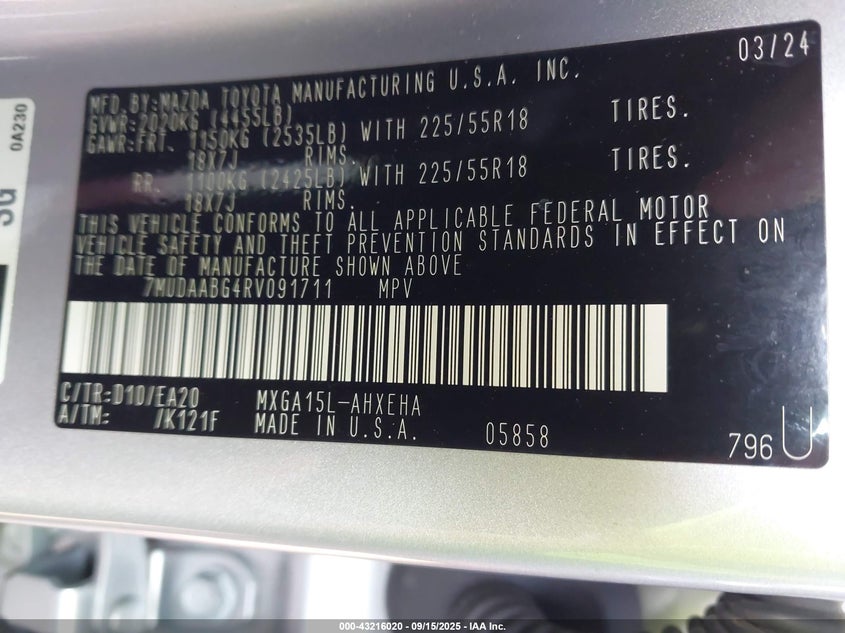 03/24
MFD. BY:MAZDA TOYOTA MANUFACTURING U.S.A. INC.
GVWR:2020KG (4455LB)
GAWR:FRT. 1150KG (2535LB) WITH 225/55R18 TIRES.
18X7J RIMS.
RR. 1100KG (2425LB) WITH 225/55R18 TIRES.
18X7J RIMS.
THIS VEHICLE CONFORMS TO ALL APPLICABLE FEDERAL MOTOR
VEHICLE SAFETY AND THEFT PREVENTION STANDARDS IN EFFECT ON
THE DATE OF MANUFACTURE SHOWN ABOVE
7MUDAABG4RV091711 MPV
C/TR:D10/EA20 MXGA15L-AHXEHA
A/TM: /K121F MADE IN U.S.A. 05858
796 U
0A230
000-43216020 - 09/15/2025 - IAA Inc.